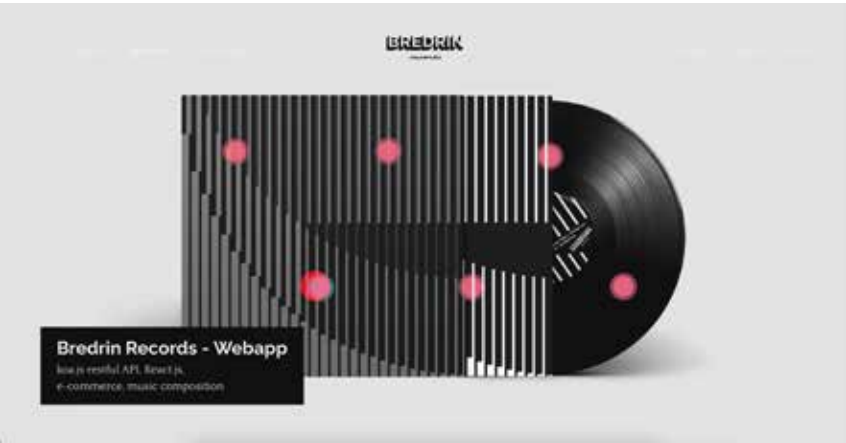 BREDRIN
Bredrin Records - Webapp
koa.js restful API, React.js,
e-commerce, music composition